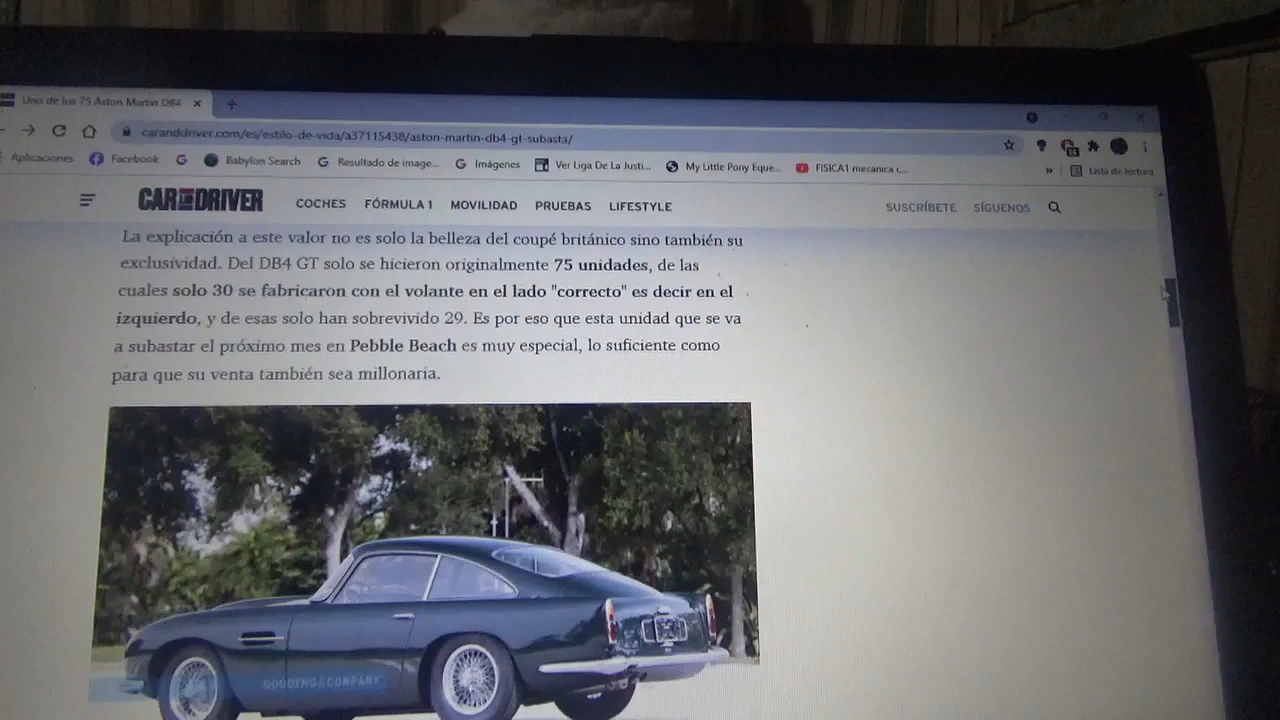 Uno de los 75 Aston Martin DB4
caranddriver.com/es/estilo-de-vida/a37115438/aston-martin-db4-gt-subasta/
Aplicaciones Facebook Babylon Search Resultado de image... Imágenes Ver Liga De La Justi... My Little Pony Eque... FISICA1 mecanica c... » Lista de lectura
CAR AND DRIVER COCHES FÓRMULA 1 MOVILIDAD PRUEBAS LIFESTYLE SUSCRÍBETE SÍGUENOS
La explicación a este valor no es solo la belleza del coupé británico sino también su
exclusividad. Del DB4 GT solo se hicieron originalmente 75 unidades, de las
cuales solo 30 se fabricaron con el volante en el lado "correcto" es decir en el
izquierdo, y de esas solo han sobrevivido 29. Es por eso que esta unidad que se va
a subastar el próximo mes en Pebble Beach es muy especial, lo suficiente como
para que su venta también sea millonaria.
GOODING & COMPANY